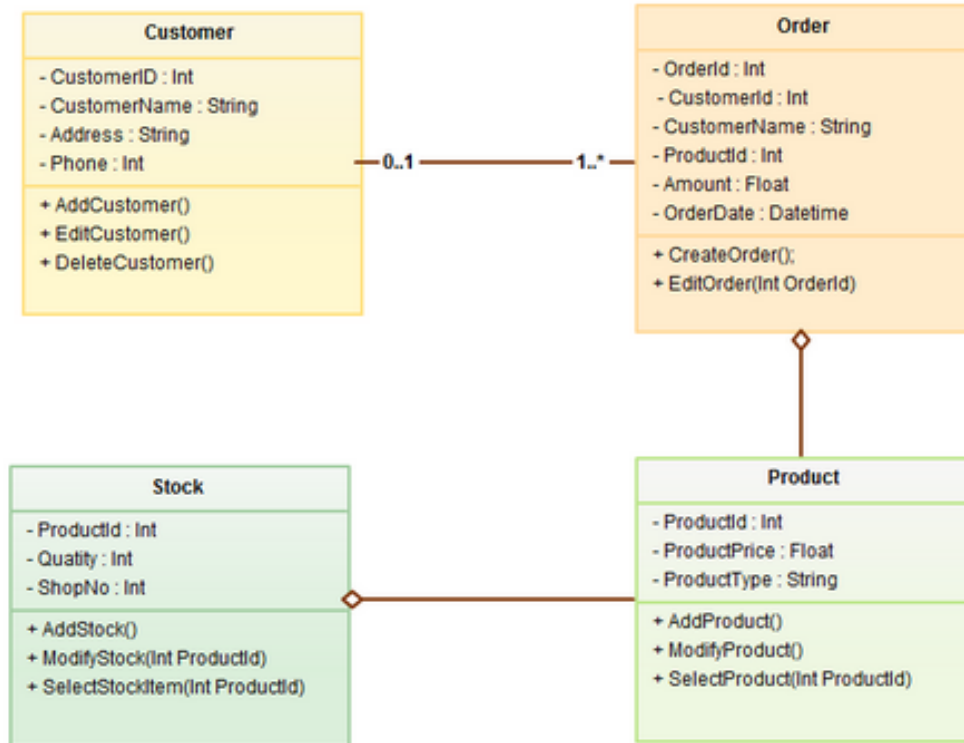 Customer
- CustomerID : Int
- CustomerName : String
- Address : String
- Phone : Int
+ AddCustomer()
+ EditCustomer()
+ DeleteCustomer()
0..1
1..*
Order
- OrderId : Int
- CustomerId : Int
- CustomerName : String
- ProductId : Int
- Amount : Float
- OrderDate : Datetime
+ CreateOrder();
+ EditOrder(Int OrderId)
Stock
- ProductId : Int
- Quatity : Int
- ShopNo : Int
+ AddStock()
+ ModifyStock(Int ProductId)
+ SelectStockItem(Int ProductId)
Product
- ProductId : Int
- ProductPrice : Float
- ProductType : String
+ AddProduct()
+ ModifyProduct()
+ SelectProduct(Int ProductId)